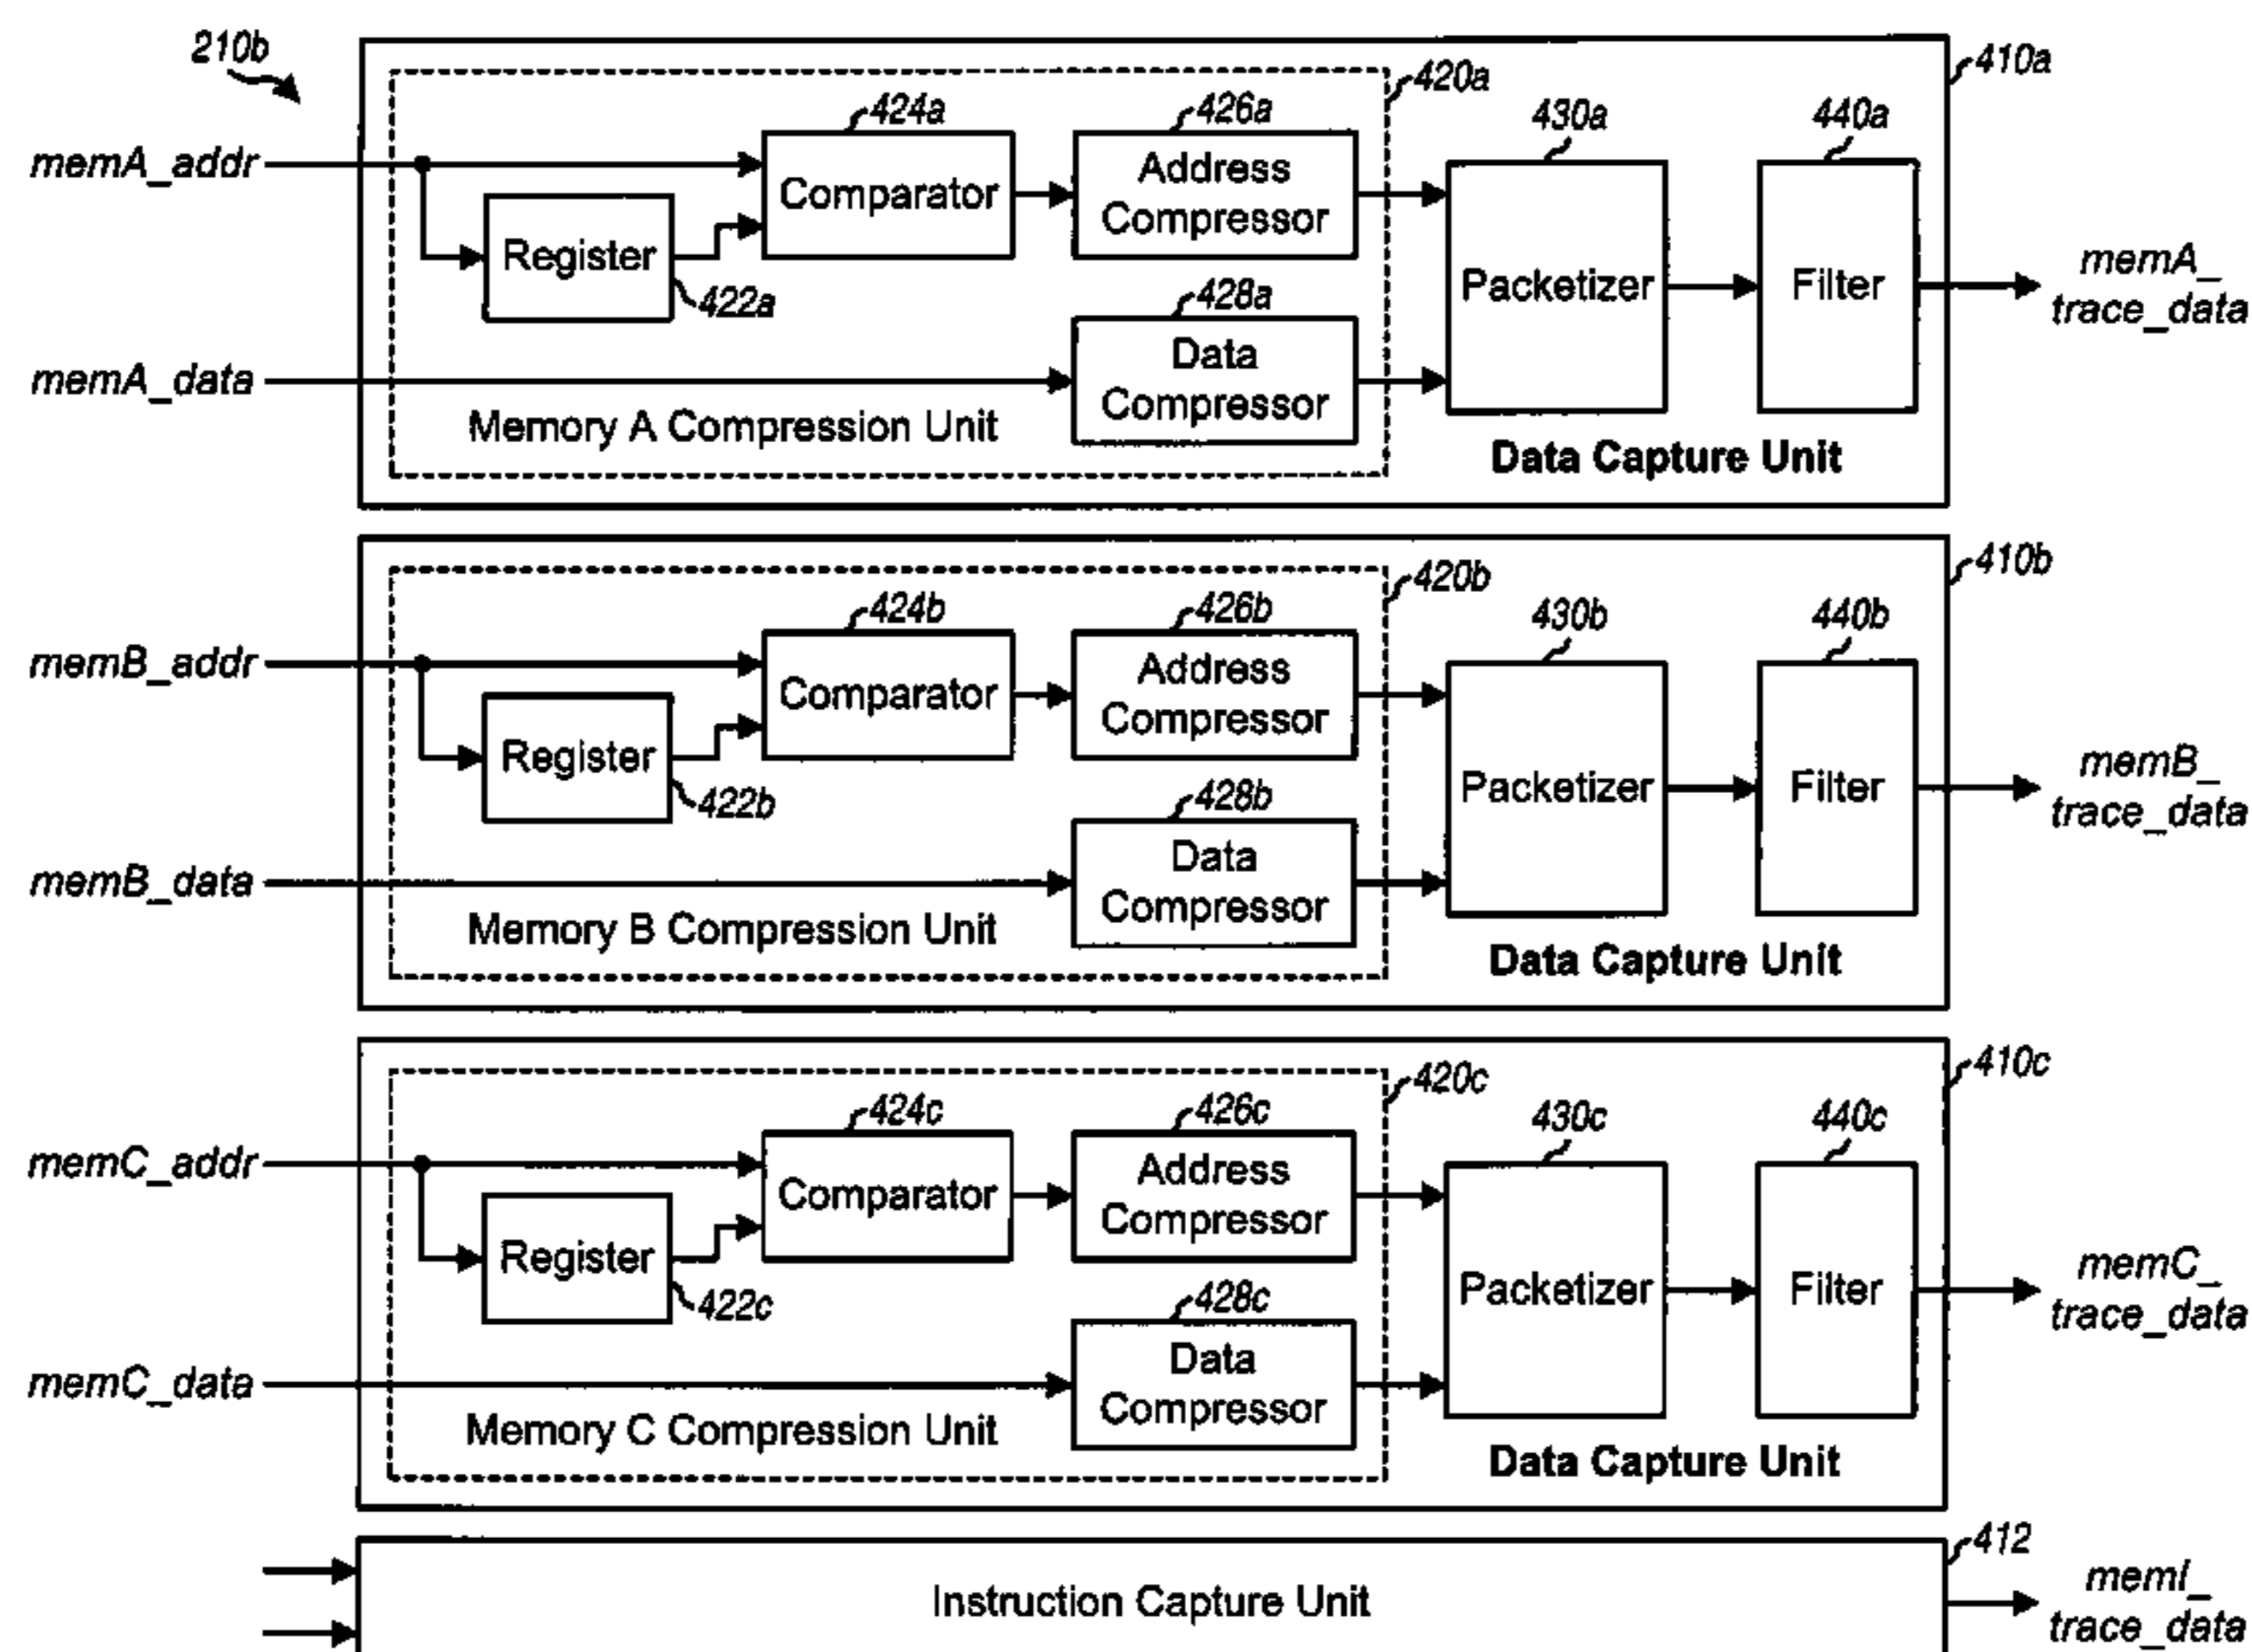 210b
410a
420a
424a
426a
430a
440a
memA_addr
Comparator
Address
Compressor
Register
422a
Packetizer
Filter
memA_
trace_data
428a
memA_data
Data
Compressor
Memory A Compression Unit
Data Capture Unit
410b
420b
424b
426b
430b
440b
memB_addr
Comparator
Address
Compressor
Register
422b
Packetizer
Filter
memB_
trace_data
428b
memB_data
Data
Compressor
Memory B Compression Unit
Data Capture Unit
410c
420c
424c
426c
430c
440c
memC_addr
Comparator
Address
Compressor
Register
422c
Packetizer
Filter
memC_
trace_data
428c
memC_data
Data
Compressor
Memory C Compression Unit
Data Capture Unit
412
Instruction Capture Unit
memI_
trace_data